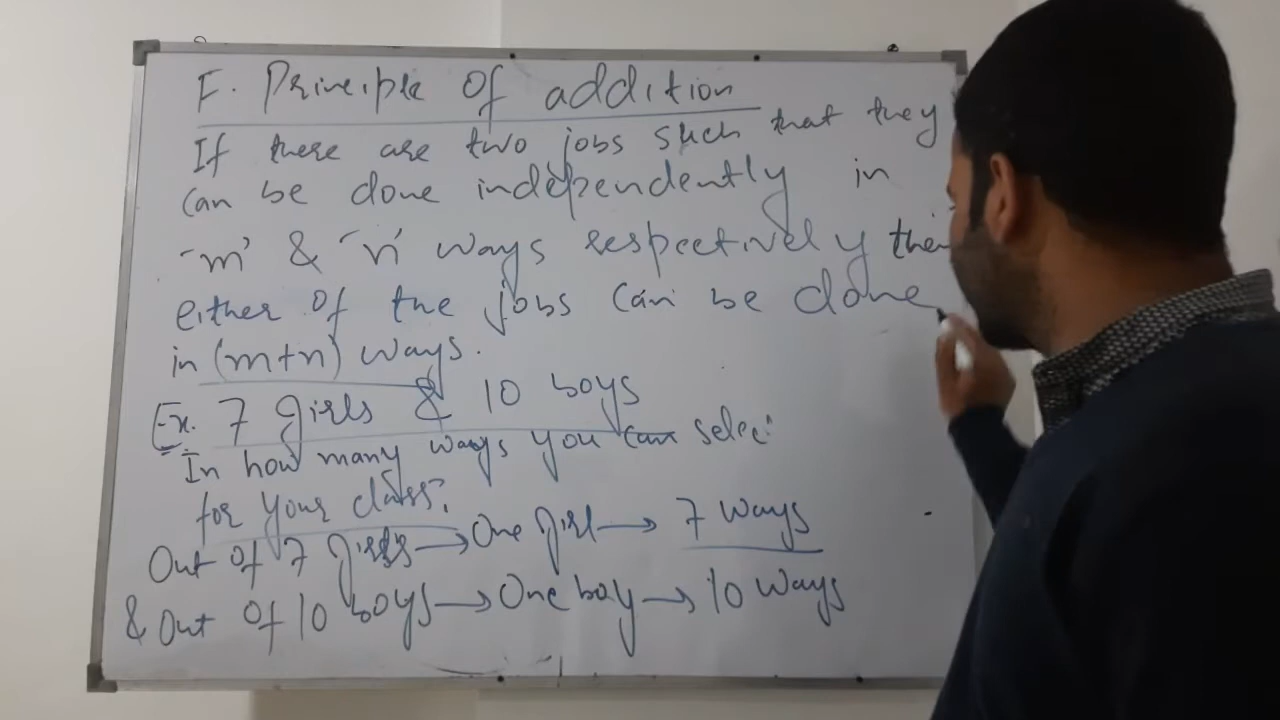 F. Principle of addition
If there are two jobs such that they
can be done independently in
'm' & 'n' ways respectively then
either of the jobs can be done
in (m+n) ways.
Ex. 7 girls & 10 boys
In how many ways you can selec
for your class?
Out of 7 girls → One girl → 7 ways
& Out of 10 boys → One boy → 10 ways